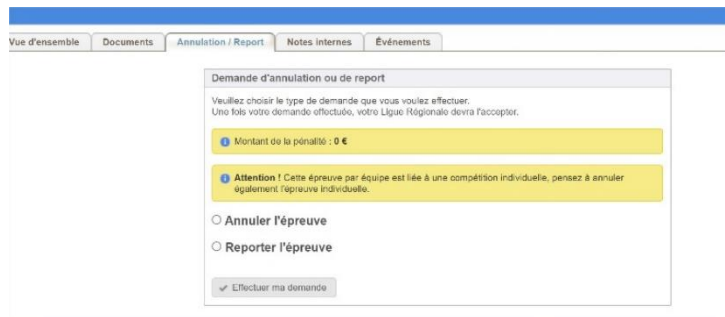 Vue d'ensemble Documents Annulation / Report Notes internes Événements
Demande d'annulation ou de report
Veuillez choisir le type de demande que vous voulez effectuer.
Une fois votre demande effectuée, votre Ligue Régionale devra l'accepter.
Montant de la pénalité : 0 €
Attention ! Cette épreuve par équipe est liée à une compétition individuelle, pensez à annuler
également l'épreuve individuelle.
Annuler l'épreuve
Reporter l'épreuve
Effectuer ma demande